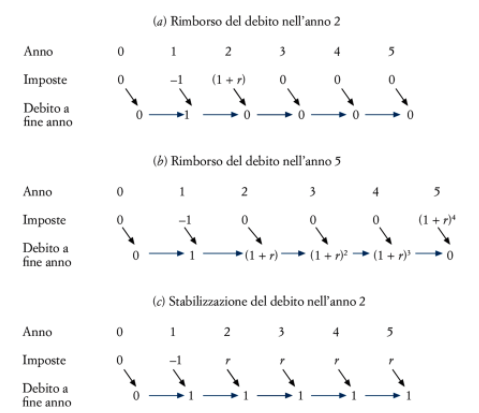 (a) Rimborso del debito nell'anno 2
Anno 0 1 2 3 4 5
Imposte 0 –1 (1 + r) 0 0 0
Debito a
fine anno 0 1 0 0 0 0
(b) Rimborso del debito nell'anno 5
Anno 0 1 2 3 4 5
Imposte 0 –1 0 0 0 (1 + r)⁴
Debito a
fine anno 0 1 (1 + r) (1 + r)² (1 + r)³ 0
(c) Stabilizzazione del debito nell'anno 2
Anno 0 1 2 3 4 5
Imposte 0 –1 r r r r
Debito a
fine anno 0 1 1 1 1 1